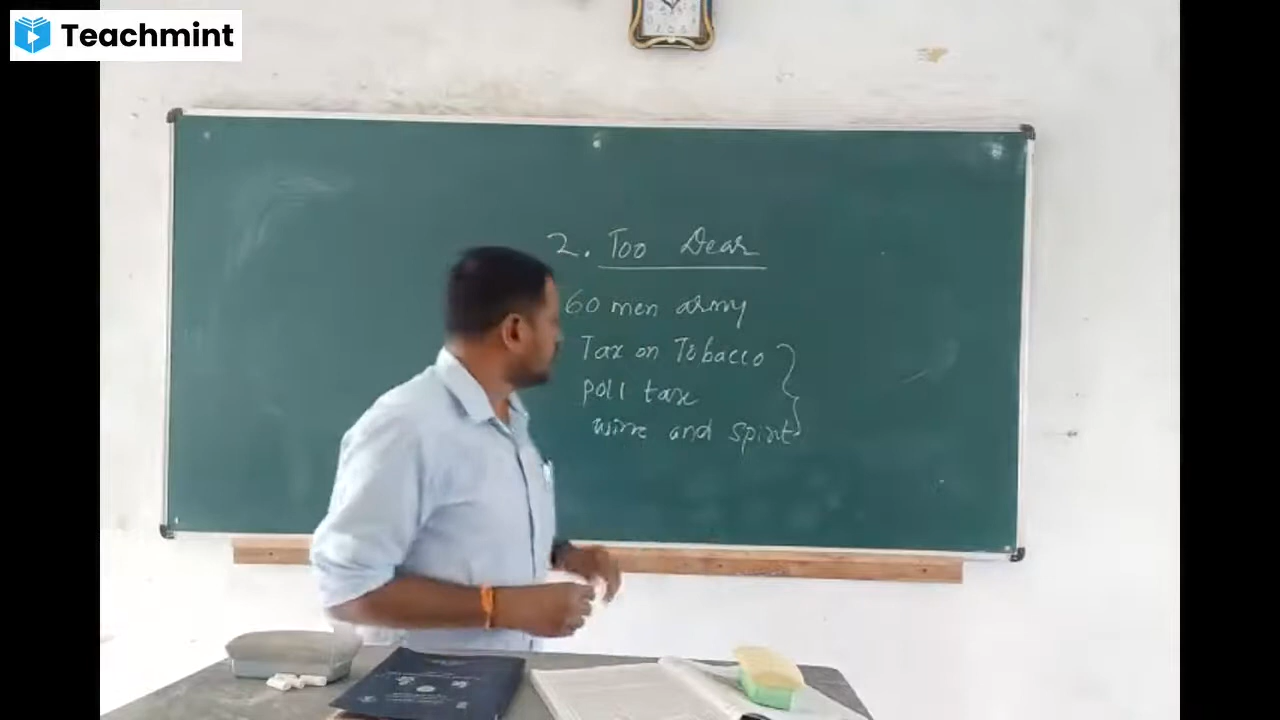 Teachmint
2. Too Dear
60 men army
Tax on Tobacco
poll tax
wine and spirit